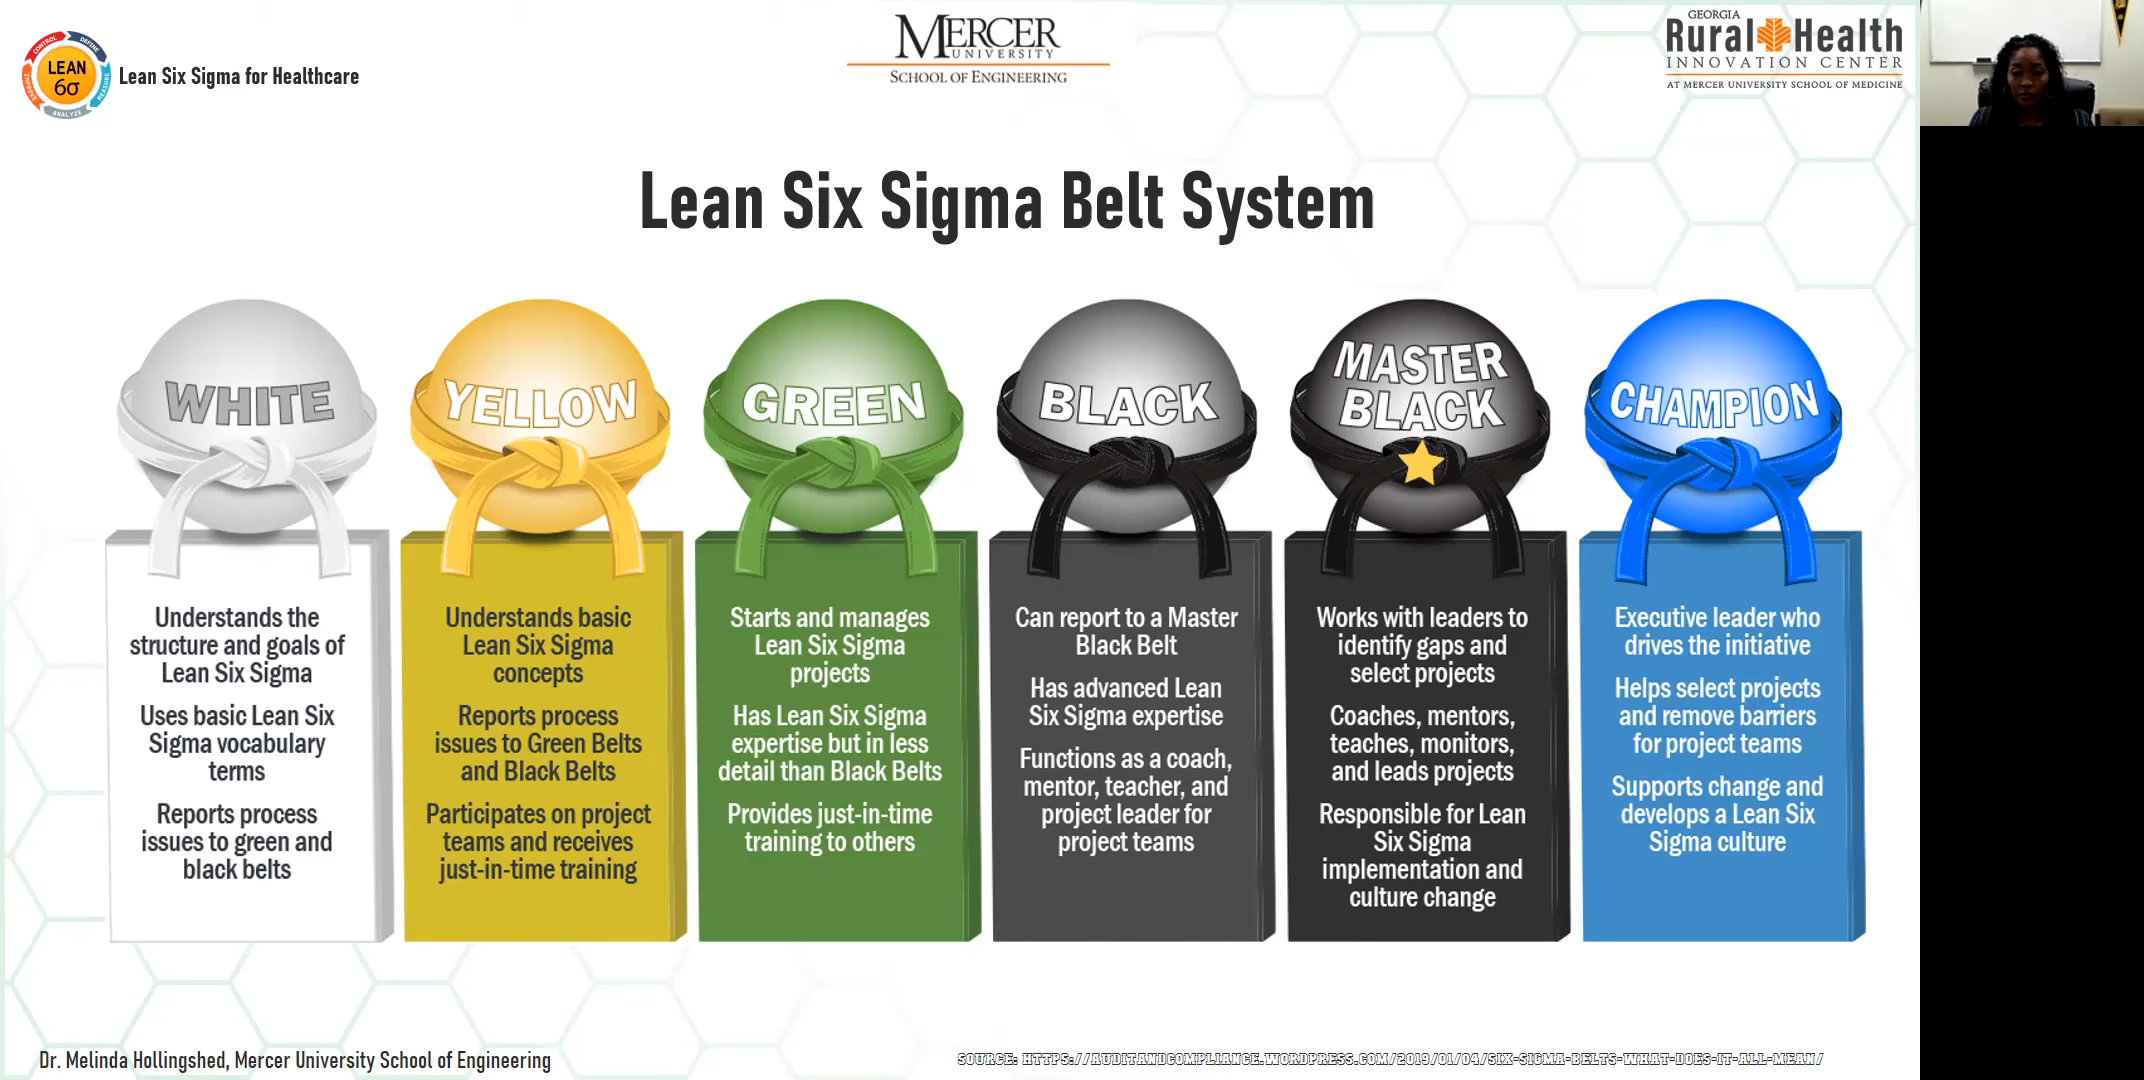 CONTROL
DEFINE
MEASURE
ANALYZE
IMPROVE
LEAN
6σ
Lean Six Sigma for Healthcare
MERCER
UNIVERSITY
SCHOOL OF ENGINEERING
GEORGIA
Rural Health
INNOVATION CENTER
AT MERCER UNIVERSITY SCHOOL OF MEDICINE
Lean Six Sigma Belt System
WHITE
Understands the
structure and goals of
Lean Six Sigma
Uses basic Lean Six
Sigma vocabulary
terms
Reports process
issues to green and
black belts
YELLOW
Understands basic
Lean Six Sigma
concepts
Reports process
issues to Green Belts
and Black Belts
Participates on project
teams and receives
just-in-time training
GREEN
Starts and manages
Lean Six Sigma
projects
Has Lean Six Sigma
expertise but in less
detail than Black Belts
Provides just-in-time
training to others
BLACK
Can report to a Master
Black Belt
Has advanced Lean
Six Sigma expertise
Functions as a coach,
mentor, teacher, and
project leader for
project teams
MASTER
BLACK
Works with leaders to
identify gaps and
select projects
Coaches, mentors,
teaches, monitors,
and leads projects
Responsible for Lean
Six Sigma
implementation and
culture change
CHAMPION
Executive leader who
drives the initiative
Helps select projects
and remove barriers
for project teams
Supports change and
develops a Lean Six
Sigma culture
Dr. Melinda Hollingshed, Mercer University School of Engineering
SOURCE: HTTPS://AUDITANDCOMPLIANCE.WORDPRESS.COM/2019/01/04/SIX-SIGMA-BELTS-WHAT-DOES-IT-ALL-MEAN/